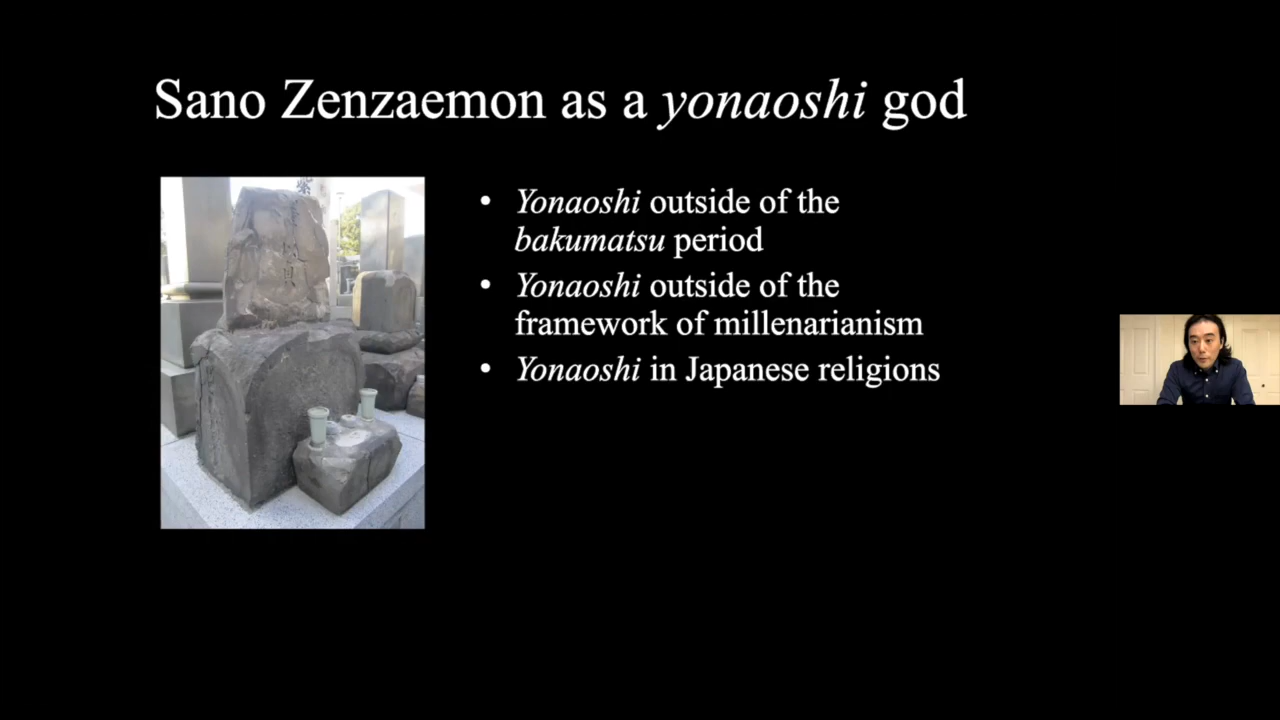 Sano Zenzaemon as a yonaoshi god
• Yonaoshi outside of the
bakumatsu period
• Yonaoshi outside of the
framework of millenarianism
• Yonaoshi in Japanese religions